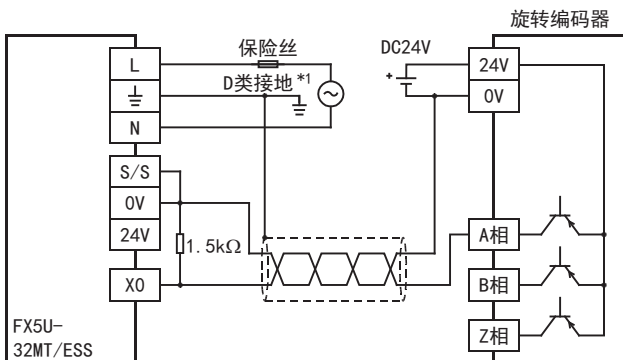 旋转编码器
保险丝
DC24V
L
D类接地 *1
24V
+
0V
N
S/S
0V
24V
1.5kΩ
A相
X0
B相
Z相
FX5U-
32MT/ESS